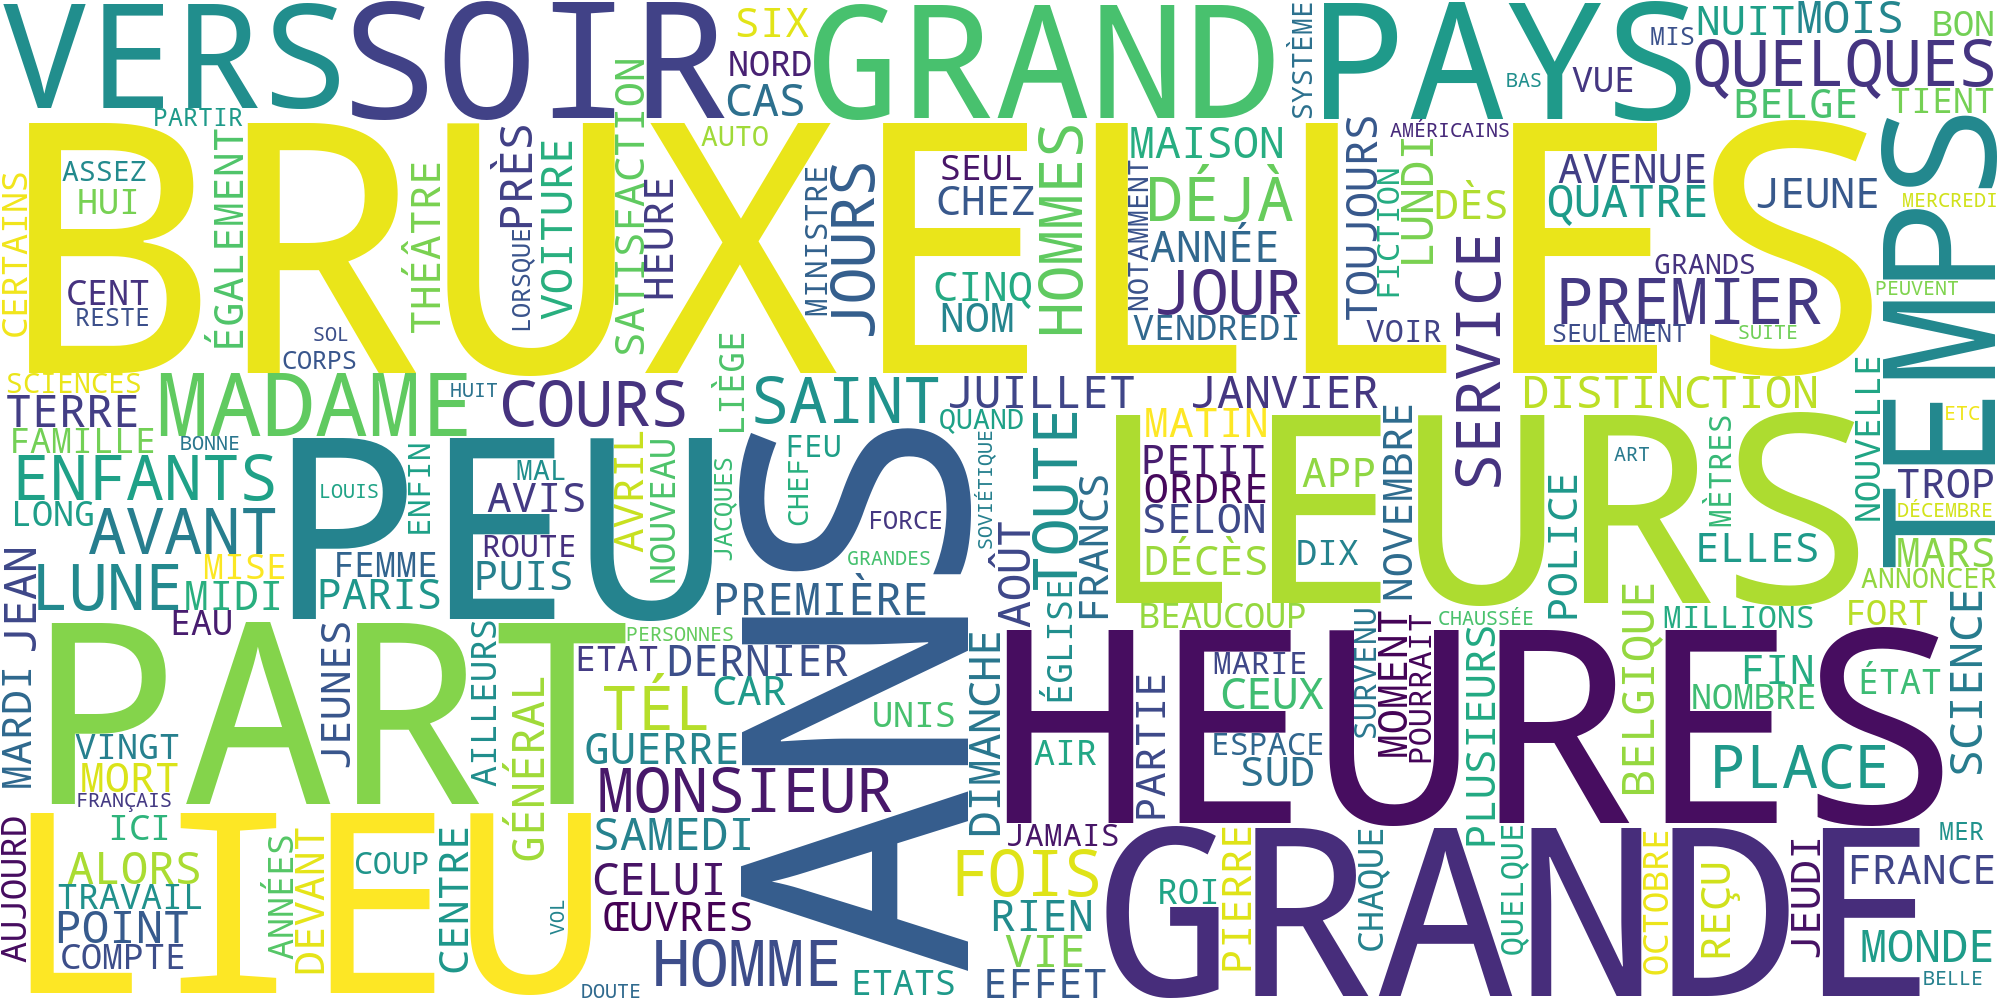 VERS
SOIR
SIX
NORD
CAS
GRAND
SYSTÈME
PAYS
BAS
VUE
MIS
NUIT
MOIS
BON
QUELQUES
BELGE
TIENT
PARTIR
BRUXELLES
ASSEZ
HUI
CERTAINS
CENT
RESTE
ÉGALEMENT
SOL
CORPS
THÉÂTRE
PRÈS
LORSQUE
VOITURE
SATISFACTION
HEURE
AUTO
MINISTRE
JOURS
SEUL
CHEZ
CINQ
NOM
HOMMES
MAISON
DÉJÀ
NOTAMMENT
ANNÉE
JOUR
VENDREDI
TOUJOURS
FICTION
AMÉRICAINS
LUNDI
DÈS
VOIR
SERVICE
AVENUE
QUATRE
GRANDS
PREMIER
SEULEMENT
JEUNE
SUITE
MERCREDI
PEUVENT
TEMPS
SCIENCES
TERRE
FAMILLE
MADAME
BONNE
HUIT
COURS
LIÈGE
SAINT
JUILLET
QUAND
JANVIER
DISTINCTION
NOUVELLE
ETC
ENFANTS
LONG
AVANT
LOUIS
PEU
ENFIN
MAL
AVIS
ROUTE
PUIS
AVRIL
NOUVEAU
JACQUES
CHEF
FEU
FORCE
GRANDES
SOVIÉTIQUE
ANS
TOUTE
MATIN
PETIT
ORDRE
SELON
DÉCÈS
APP
DIX
NOVEMBRE
LEURS
ART
POLICE
MÈTRES
ELLES
TROP
DÉCEMBRE
MARS
ANNONCER
JEAN
LUNE
MISE
MIDI
FEMME
PARIS
EAU
PREMIÈRE
AOÛT
FRANCS
ÉGLISE
BEAUCOUP
CHAUSSÉE
BELGIQUE
MILLIONS
FORT
SCIENCE
MARDI
PART
VINGT
MORT
FRANÇAIS
JEUNES
AILLEURS
GÉNÉRAL
PERSONNES
ETAT
DERNIER
TÉL
CAR
GUERRE
UNIS
MONSIEUR
DIMANCHE
HEURES
AIR
PARTIE
MARIE
CEUX
ESPACE
SUD
SURVENU
MOMENT
POURRAIT
PLUSIEURS
FIN
NOMBRE
ÉTAT
PLACE
AUJOURD
LIEU
ICI
ALORS
TRAVAIL
POINT
COMPTE
ANNÉES
DEVANT
COUP
CENTRE
VOL
SAMEDI
CELUI
ŒUVRES
HOMME
DOUTE
ETATS
FOIS
JAMAIS
RIEN
VIE
EFFET
GRANDE
ROI
PIERRE
CHAQUE
QUELQUE
OCTOBRE
REÇU
JEUDI
MER
FRANCE
MONDE
BELLE